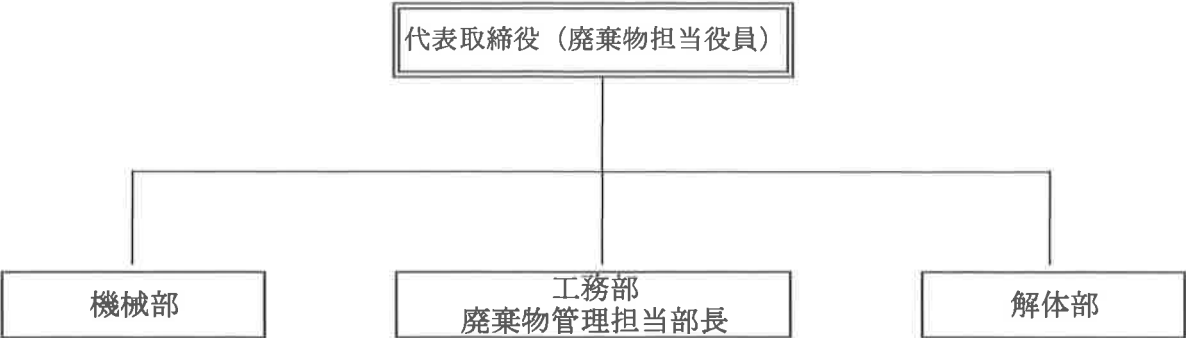 代表取締役（廃棄物担当役員）
機械部
工務部
廃棄物管理担当部長
解体部